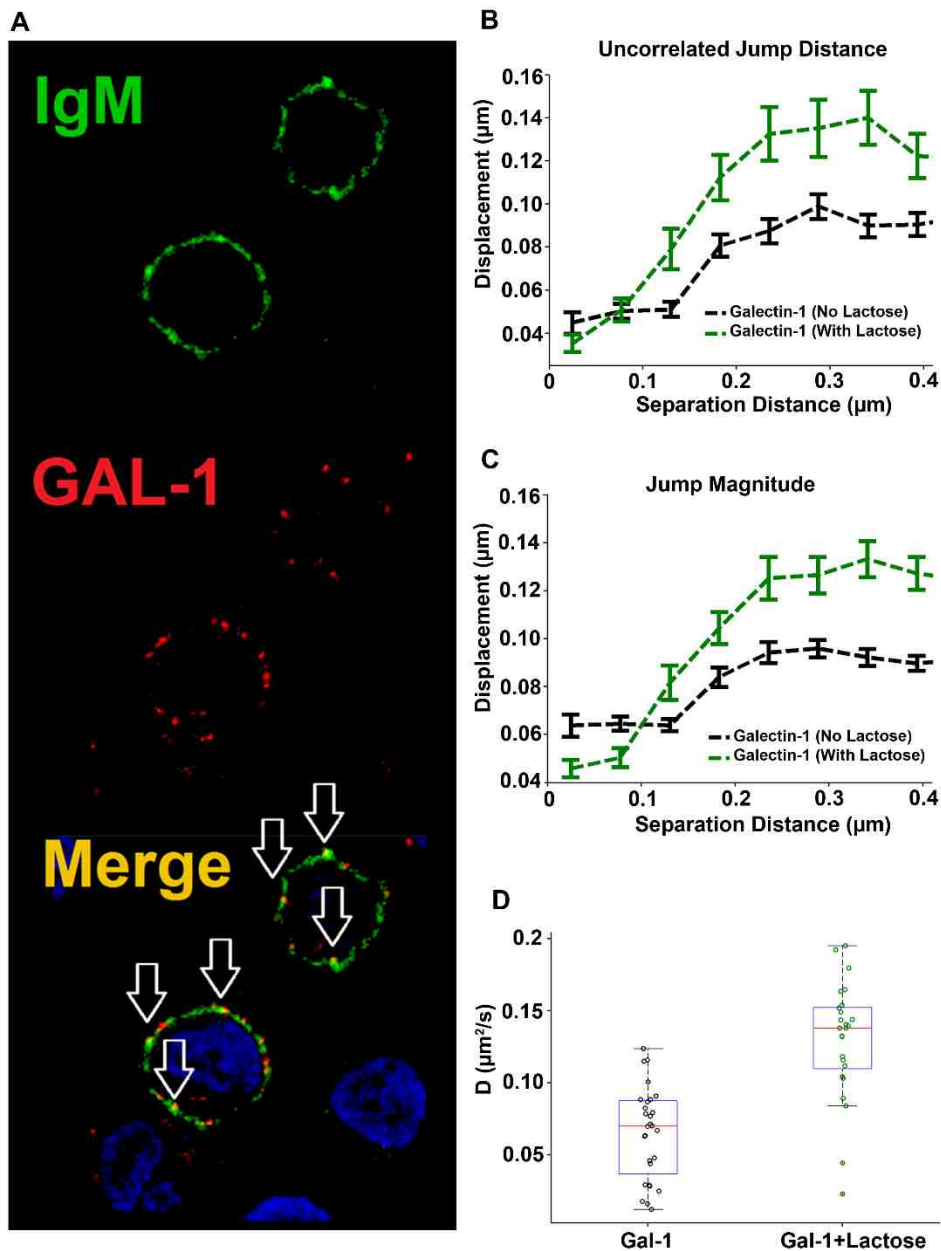 A
IgM
GAL-1
Merge
B
Uncorrelated Jump Distance
Displacement (µm)
0.16
0.14
0.12
0.10
0.08
0.06
0.04
Galectin-1 (No Lactose)
Galectin-1 (With Lactose)
0
0.1
0.2
0.3
0.4
Separation Distance (µm)
C
Jump Magnitude
Displacement (µm)
0.16
0.14
0.12
0.10
0.08
0.06
0.04
Galectin-1 (No Lactose)
Galectin-1 (With Lactose)
0
0.1
0.2
0.3
0.4
Separation Distance (µm)
D
D (µm²/s)
0.2
0.15
0.10
0.05
0
Gal-1
Gal-1+Lactose